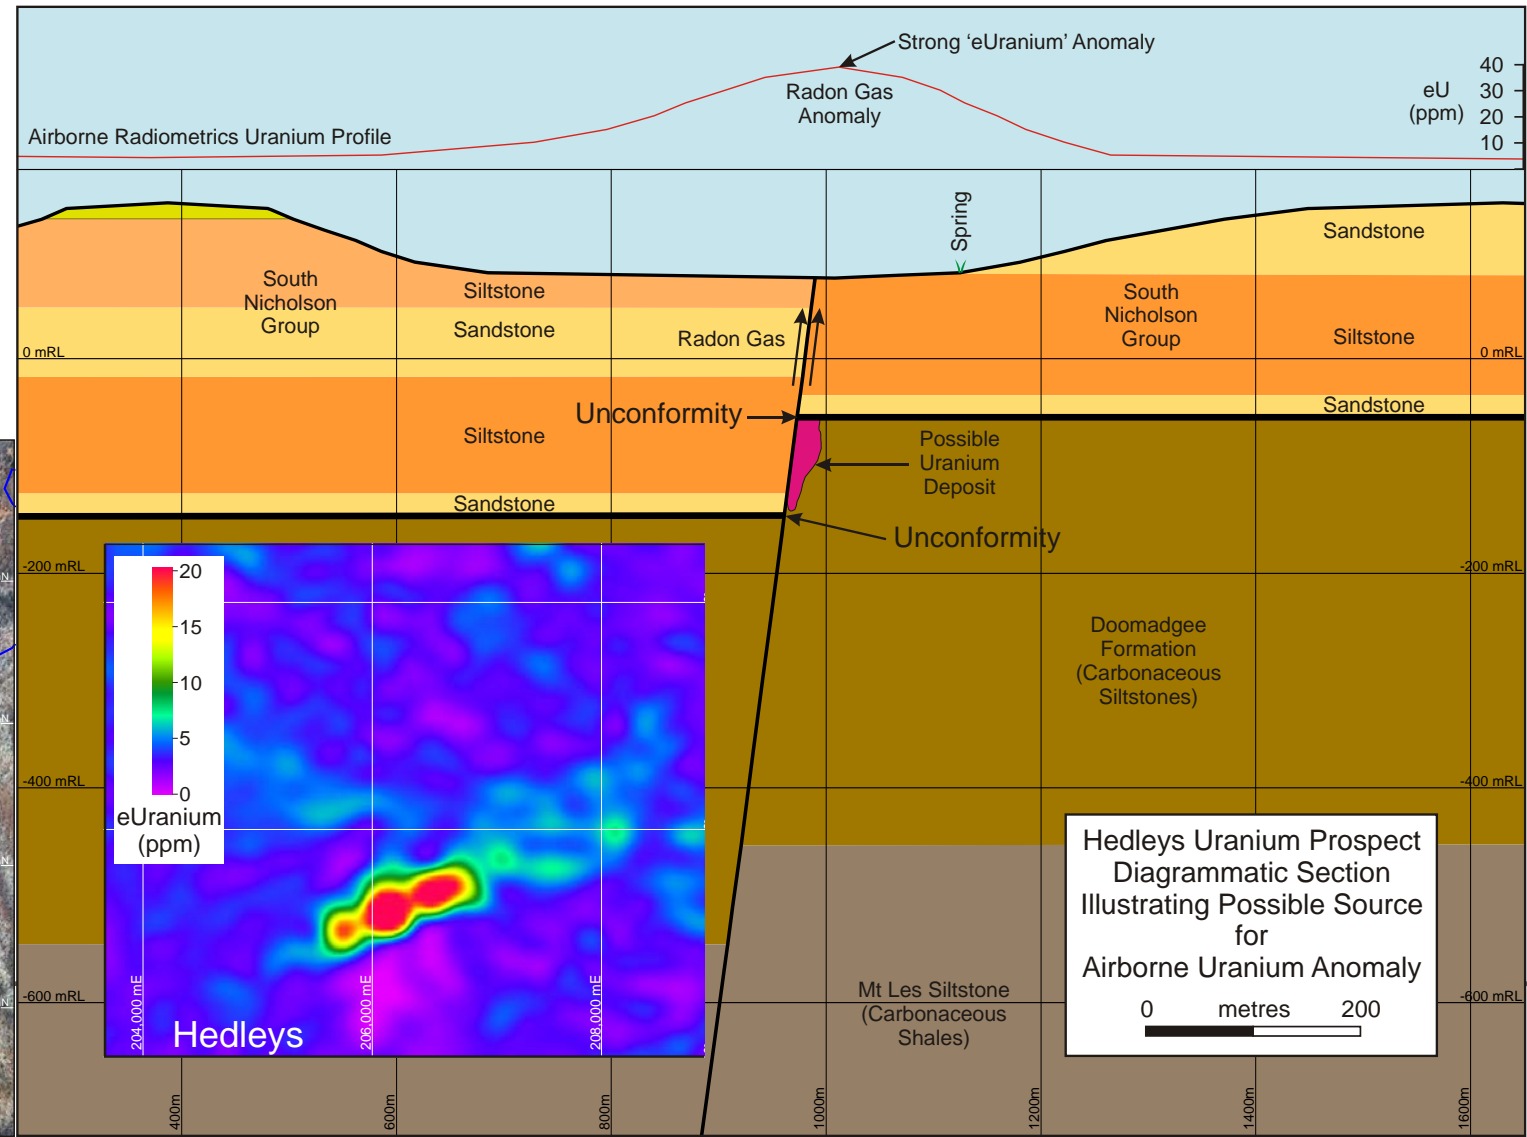 Strong ‘eUranium’ Anomaly
Radon Gas
Anomaly
eU
(ppm)
40
30
20
10
Airborne Radiometrics Uranium Profile
Spring
Sandstone
South
Nicholson
Group
Siltstone
Sandstone
Radon Gas
South
Nicholson
Group
Siltstone
0 mRL
0 mRL
Unconformity
Sandstone
Siltstone
Possible
Uranium
Deposit
Sandstone
Unconformity
-200 mRL
-200 mRL
20
15
10
5
0
eUranium
(ppm)
Doomadgee
Formation
(Carbonaceous
Siltstones)
-400 mRL
-400 mRL
Hedleys Uranium Prospect
Diagrammatic Section
Illustrating Possible Source
for
Airborne Uranium Anomaly
0 metres 200
204,000 mE
206,000 mE
208,000 mE
Hedleys
Mt Les Siltstone
(Carbonaceous
Shales)
-600 mRL
-600 mRL
400m
600m
800m
1000m
1200m
1400m
1600m
N
N
N
N